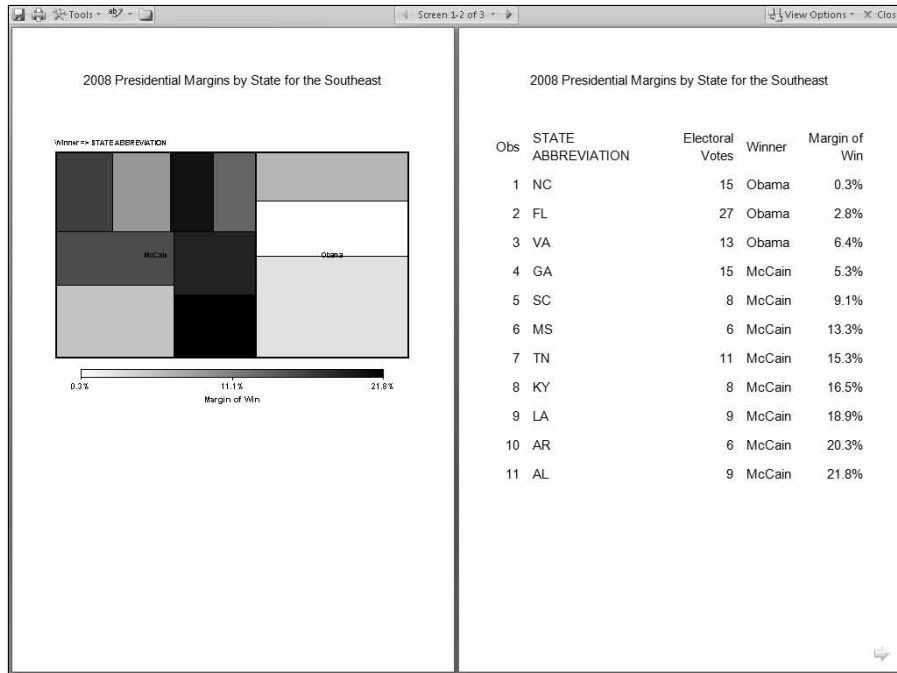 Tools
Screen 1-2 of 3
View Options
Clos
2008 Presidential Margins by State for the Southeast
Winner => STATE ABBREVIATION
McCain
Obama
0.3% 11.1% 21.8%
Margin of Win
2008 Presidential Margins by State for the Southeast
Obs STATE ABBREVIATION Electoral Votes Winner Margin of Win
1 NC 15 Obama 0.3%
2 FL 27 Obama 2.8%
3 VA 13 Obama 6.4%
4 GA 15 McCain 5.3%
5 SC 8 McCain 9.1%
6 MS 6 McCain 13.3%
7 TN 11 McCain 15.3%
8 KY 8 McCain 16.5%
9 LA 9 McCain 18.9%
10 AR 6 McCain 20.3%
11 AL 9 McCain 21.8%